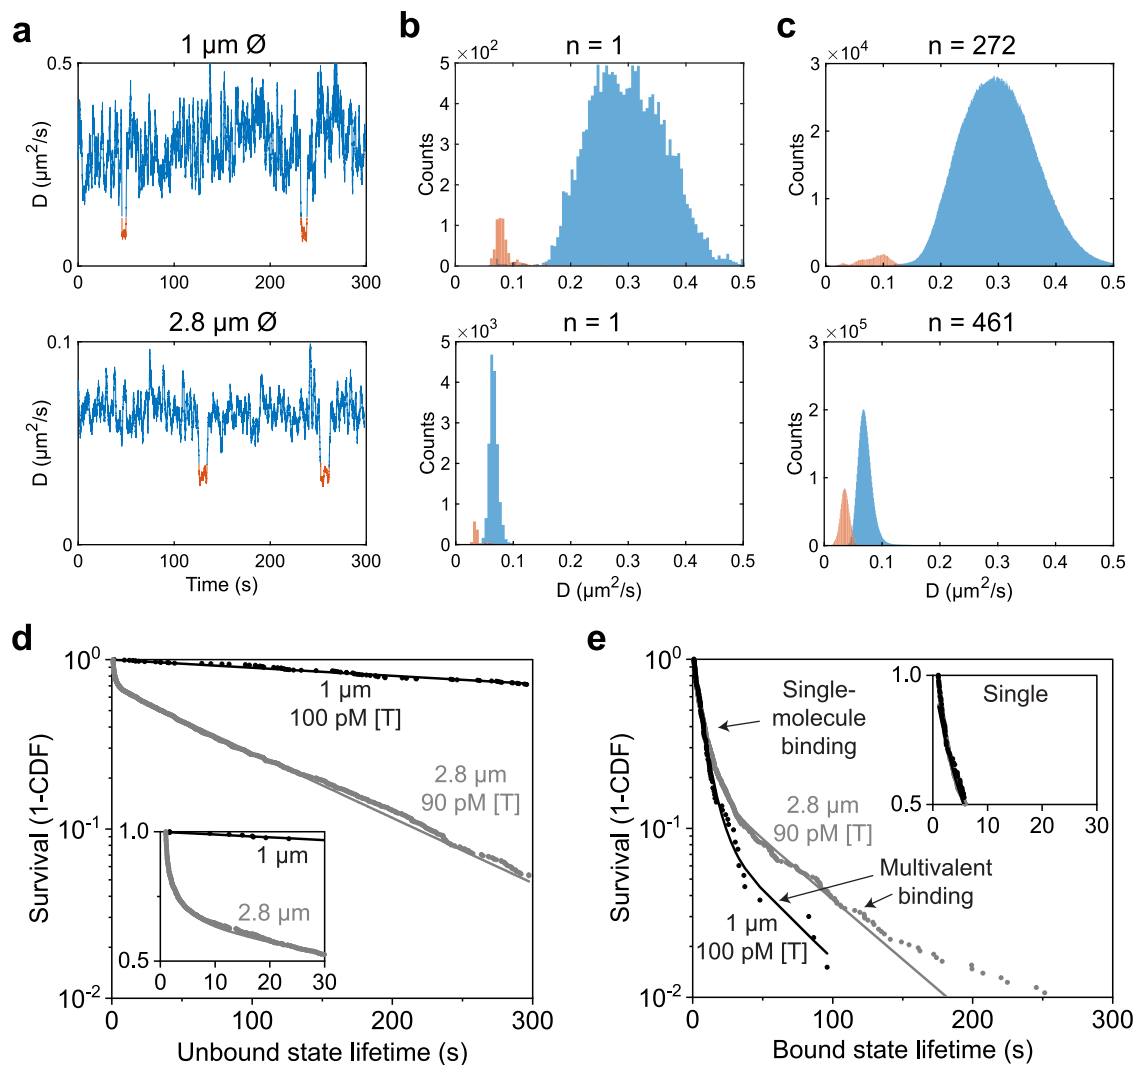 a
1 µm Ø
0.5
D (µm²/s)
0
0 100 200 300
2.8 µm Ø
0.1
D (µm²/s)
0
0 100 200 300
Time (s)
b
n = 1
×10²
5
4
3
2
1
0
Counts
0 0.1 0.2 0.3 0.4 0.5
n = 1
×10³
5
4
3
2
1
0
Counts
0 0.1 0.2 0.3 0.4 0.5
D (µm²/s)
c
n = 272
×10⁴
3
2
1
0
Counts
0 0.1 0.2 0.3 0.4 0.5
n = 461
×10⁵
3
2
1
0
Counts
0 0.1 0.2 0.3 0.4 0.5
D (µm²/s)
d
10⁰
10⁻¹
10⁻²
Survival (1-CDF)
1 µm
100 pM [T]
2.8 µm
90 pM [T]
1.0
0.5
1 µm
2.8 µm
0 10 20 30
0 100 200 300
Unbound state lifetime (s)
e
10⁰
10⁻¹
10⁻²
Survival (1-CDF)
Single-
molecule
binding
2.8 µm
90 pM [T]
Multivalent
binding
1 µm
100 pM [T]
1.0
0.5
Single
0 10 20 30
0 100 200 300
Bound state lifetime (s)